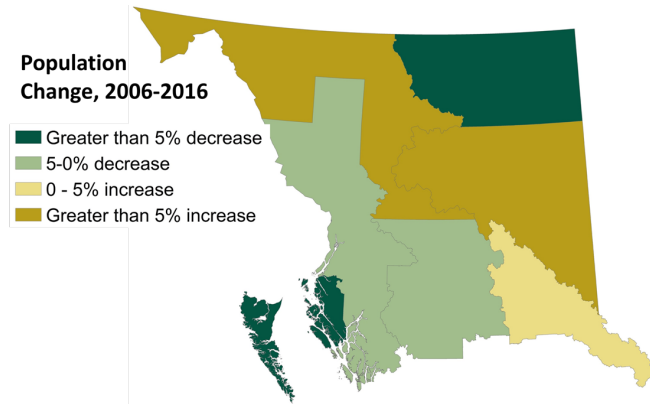 Population
Change, 2006-2016
Greater than 5% decrease
5-0% decrease
0 - 5% increase
Greater than 5% increase